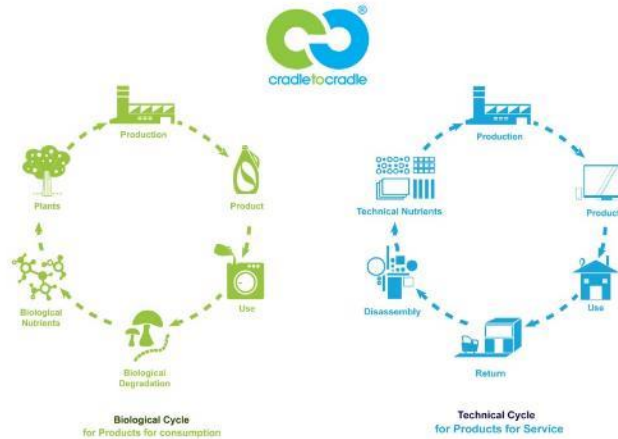 ®
cradletocradle
Production
Plants
Product
Biological
Nutrients
Use
Biological
Degradation
Biological Cycle
for Products for consumption
Production
Technical Nutrients
Product
Disassembly
Use
Return
Technical Cycle
for Products for Service